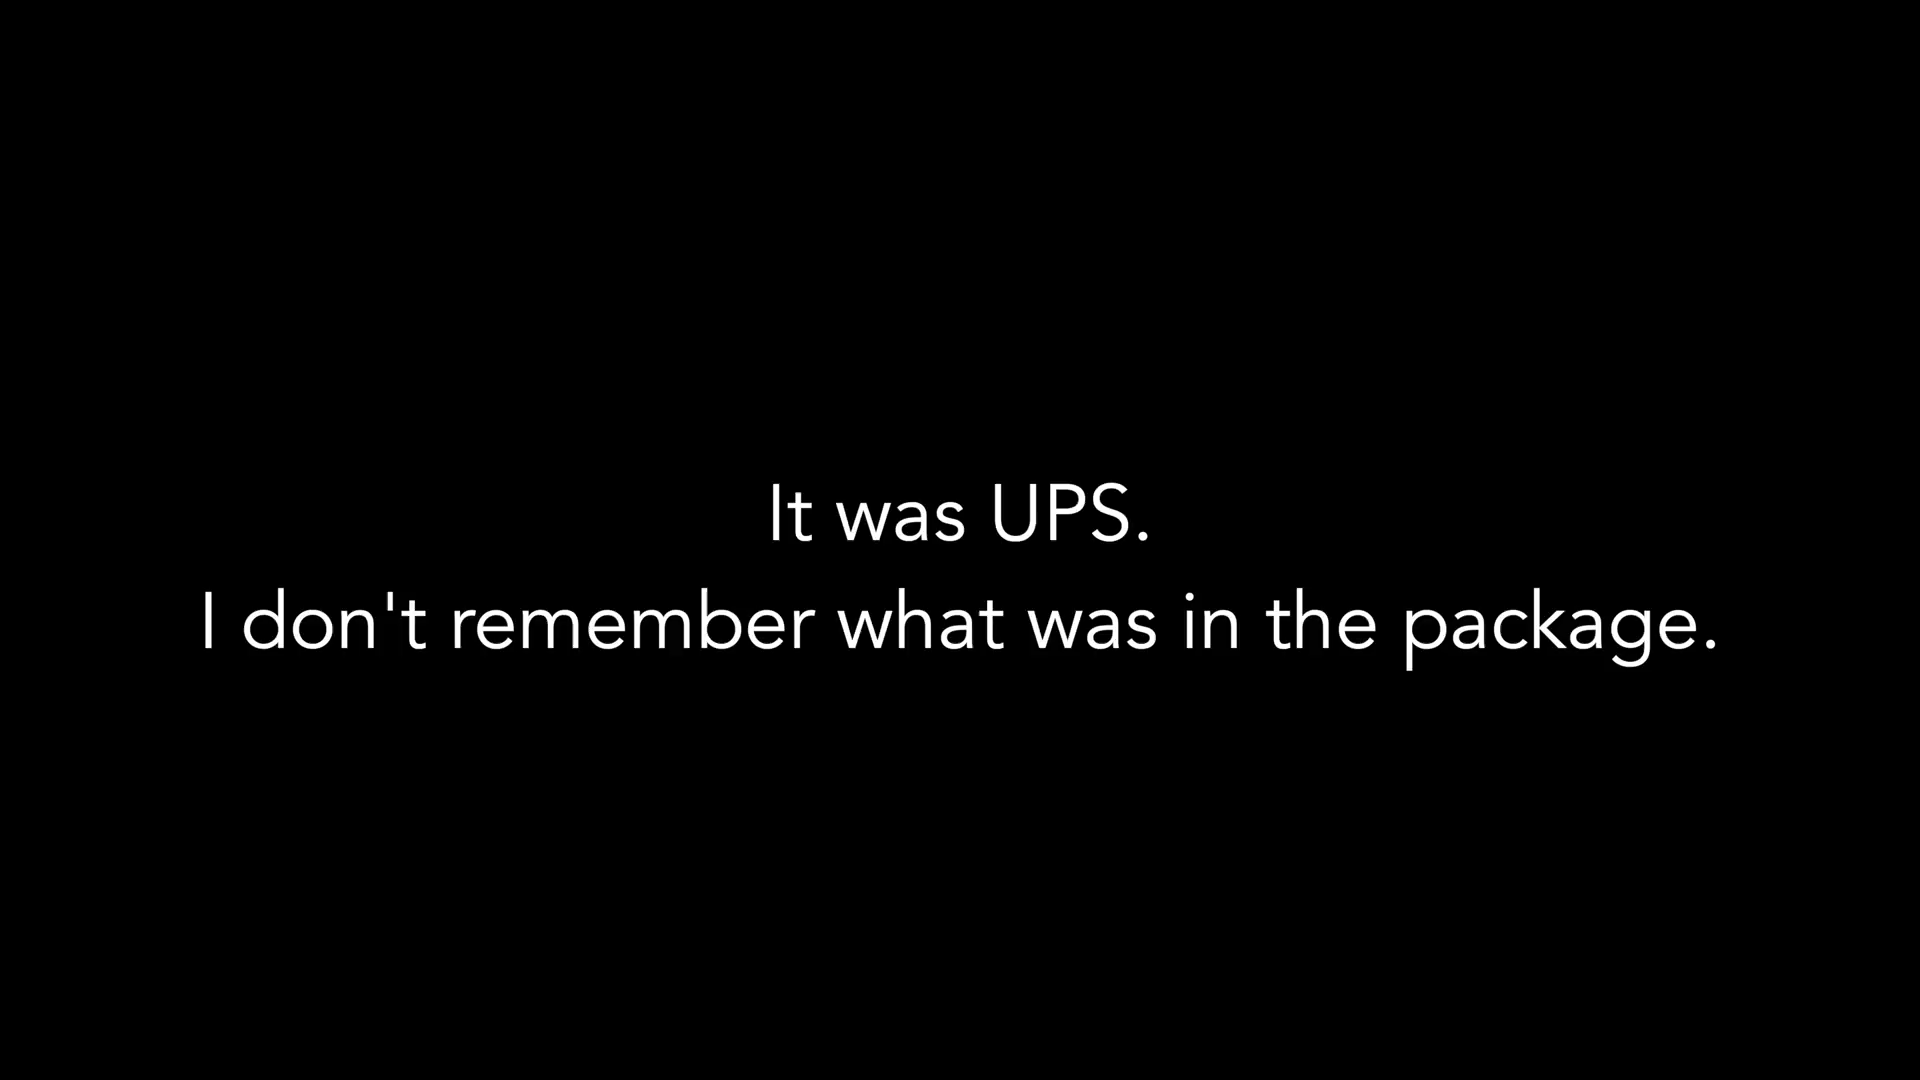 It was UPS.
I don't remember what was in the package.